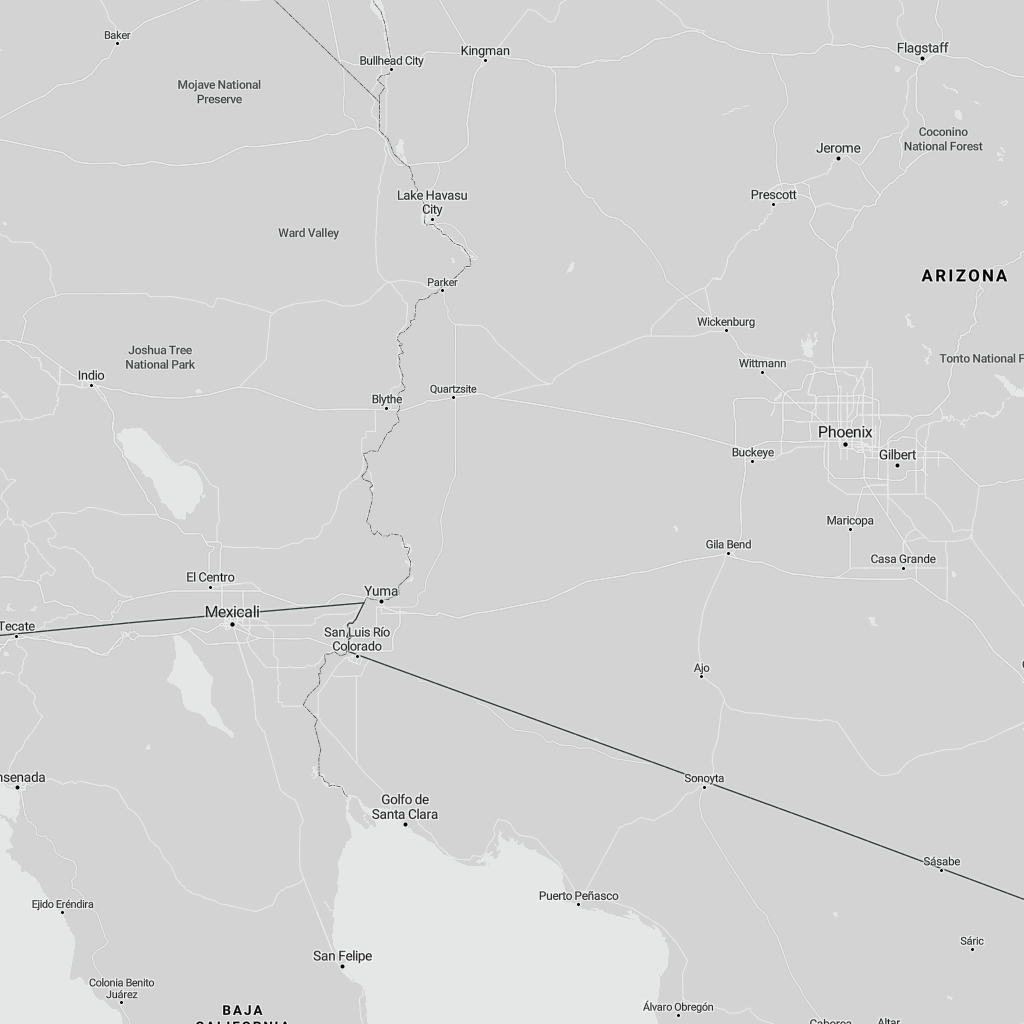 Baker
Bullhead City
Kingman
Flagstaff
Mojave National
Preserve
Coconino
National Forest
Jerome
Lake Havasu
City
Prescott
Ward Valley
ARIZONA
Parker
Wickenburg
Joshua Tree
National Park
Wittmann
Tonto National F
Indio
Quartzsite
Blythe
Phoenix
Buckeye
Gilbert
Maricopa
Gila Bend
Casa Grande
El Centro
Yuma
Mexicali
Tecate
San Luis Río
Colorado
Ajo
Sonoyta
nsenada
Golfo de
Santa Clara
Sásabe
Puerto Peñasco
Ejido Eréndira
Sáric
San Felipe
Colonia Benito
Juárez
Álvaro Obregón
BAJA
CALIFORNIA
Caborca
Altar